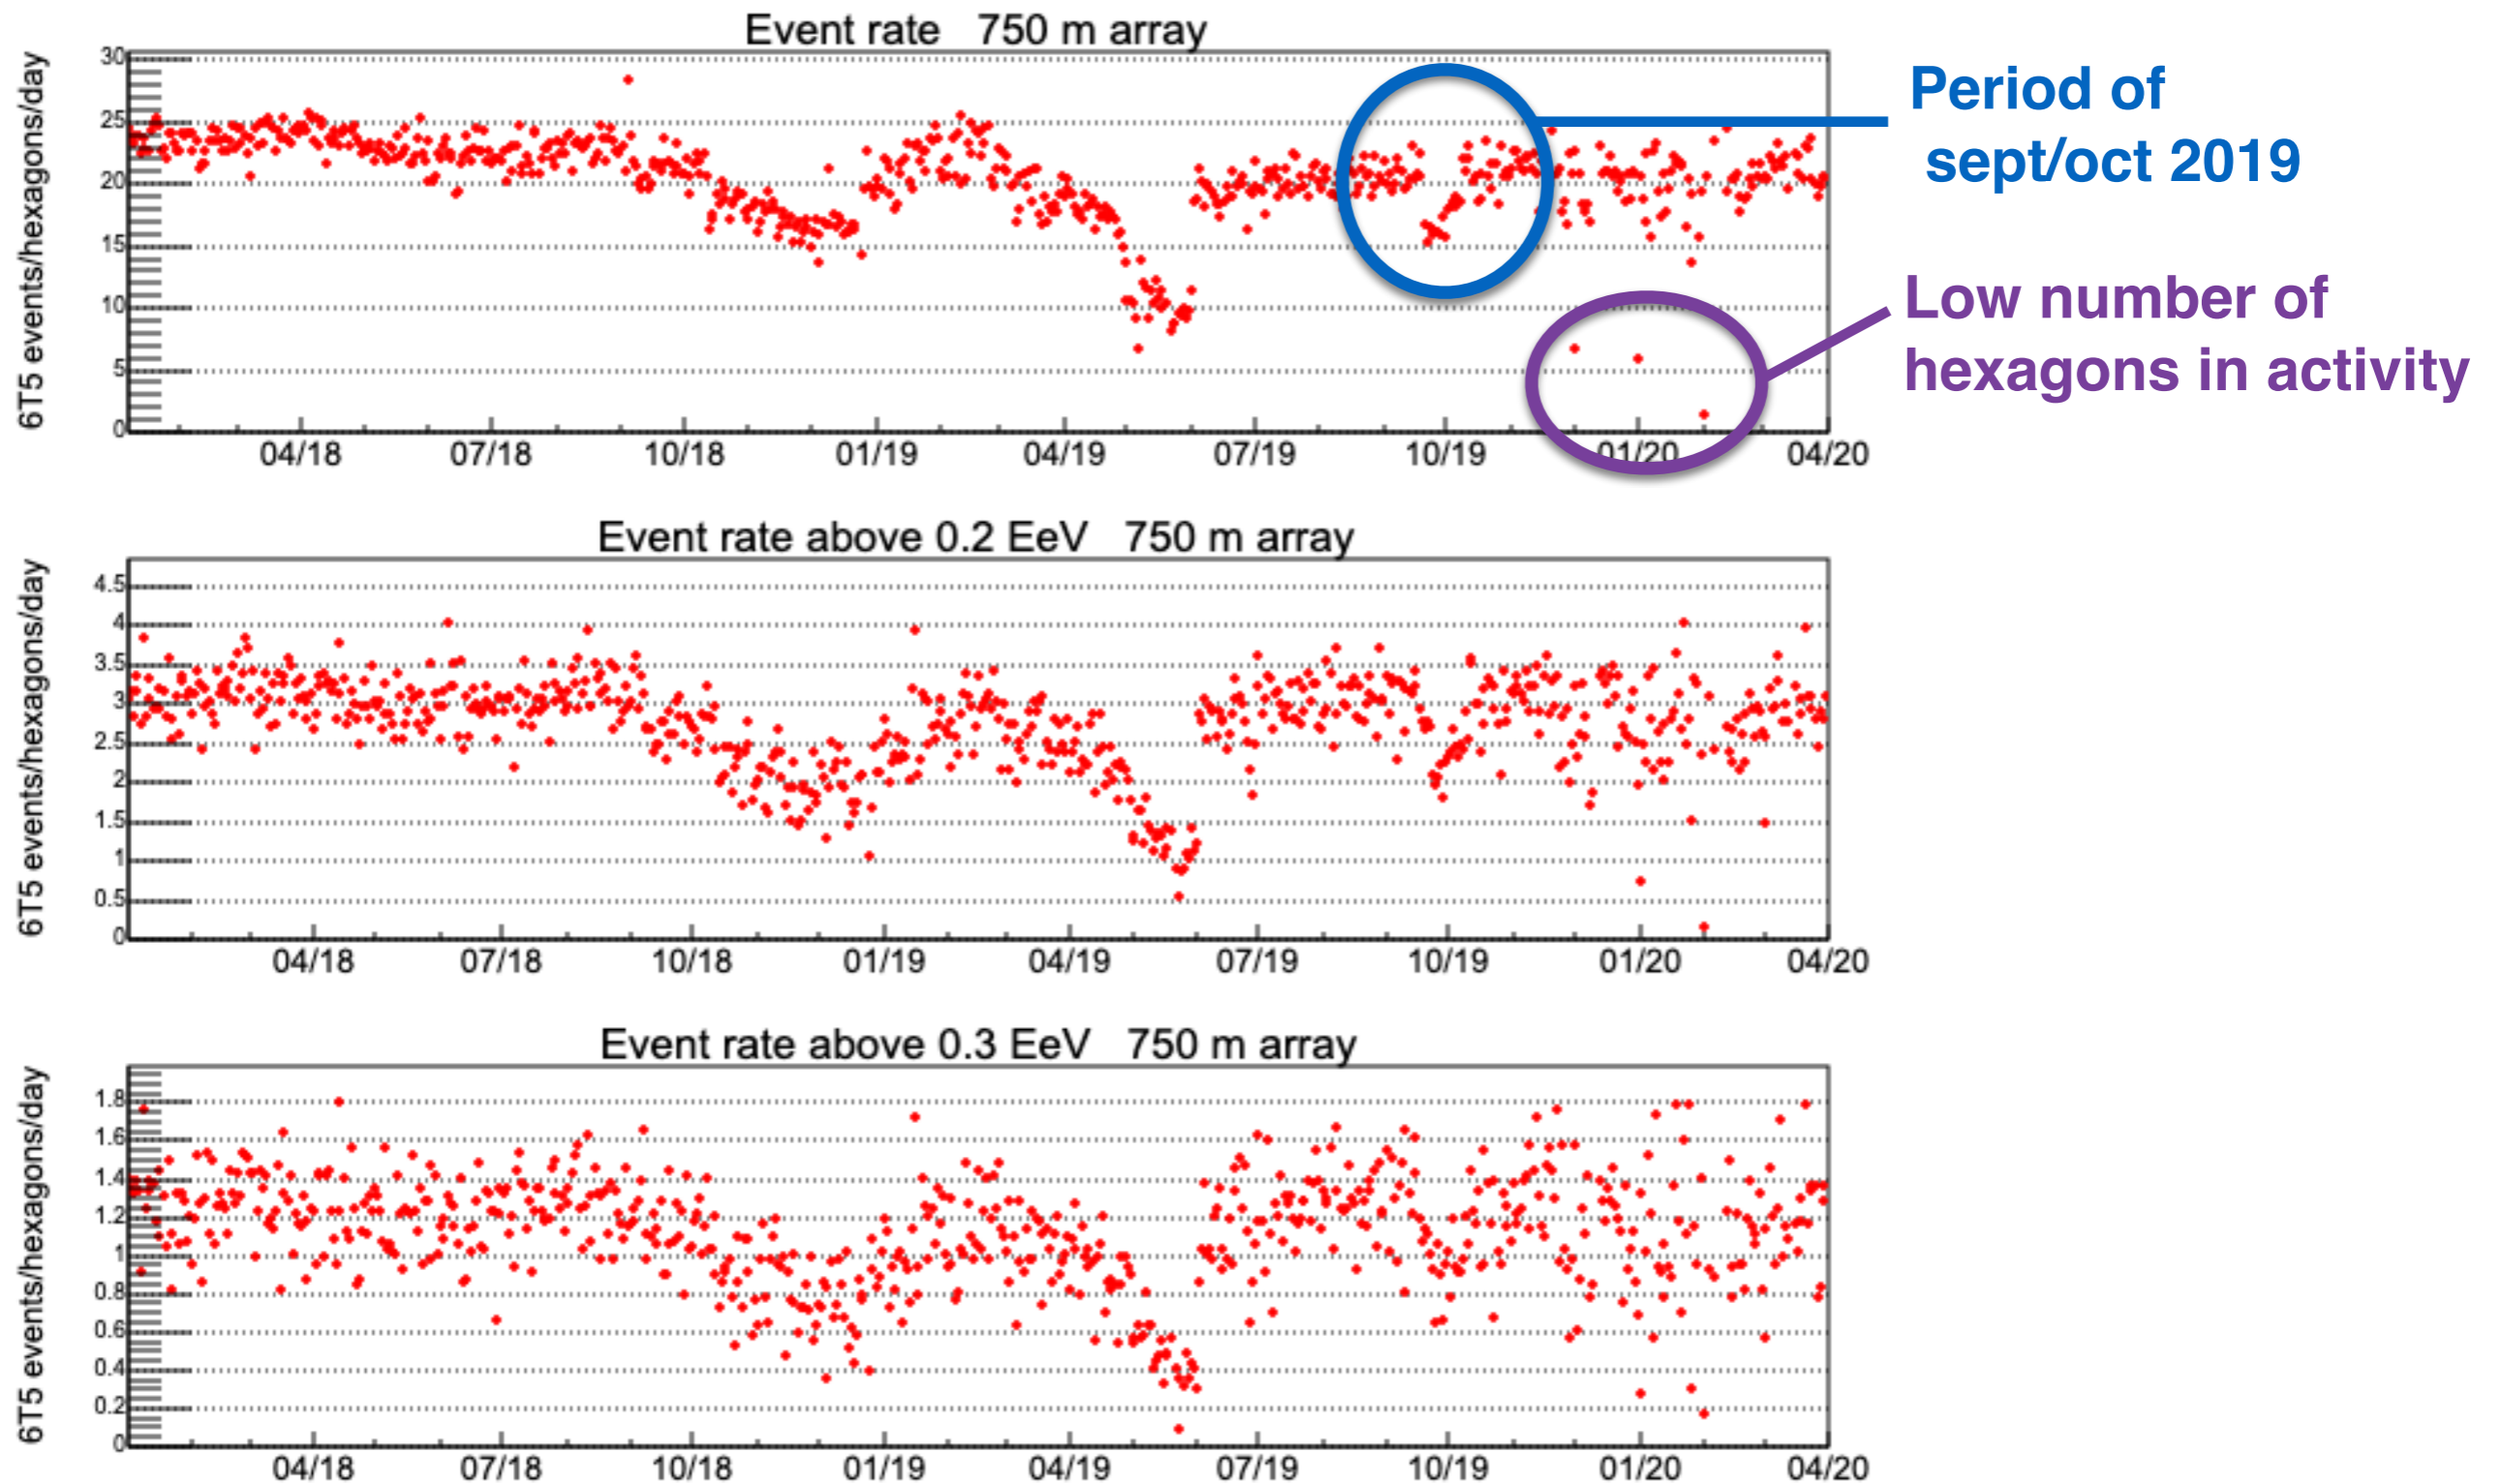 Event rate   750 m array
6T5 events/hexagons/day
30
25
20
15
10
5
0
04/18 07/18 10/18 01/19 04/19 07/19 10/19 01/20 04/20
Period of
sept/oct 2019
Low number of
hexagons in activity
Event rate above 0.2 EeV   750 m array
6T5 events/hexagons/day
4.5
4
3.5
3
2.5
2
1.5
1
0.5
0
04/18 07/18 10/18 01/19 04/19 07/19 10/19 01/20 04/20
Event rate above 0.3 EeV   750 m array
6T5 events/hexagons/day
1.8
1.6
1.4
1.2
1
0.8
0.6
0.4
0.2
0
04/18 07/18 10/18 01/19 04/19 07/19 10/19 01/20 04/20